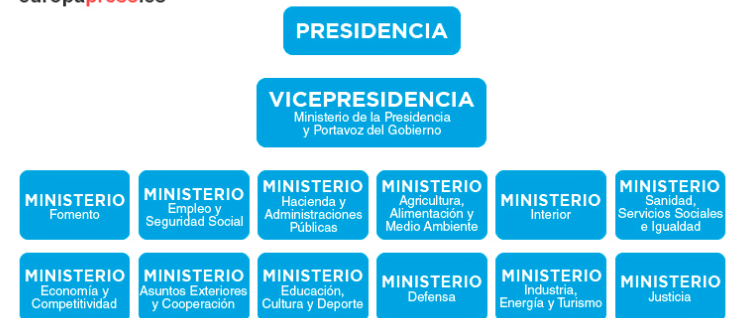 europapress.es
PRESIDENCIA
VICEPRESIDENCIA
Ministerio de la Presidencia
y Portavoz del Gobierno
MINISTERIO
Fomento
MINISTERIO
Empleo y
Seguridad Social
MINISTERIO
Hacienda y
Administraciones
Públicas
MINISTERIO
Agricultura,
Alimentación y
Medio Ambiente
MINISTERIO
Interior
MINISTERIO
Sanidad,
Servicios Sociales
e Igualdad
MINISTERIO
Economía y
Competitividad
MINISTERIO
Asuntos Exteriores
y Cooperación
MINISTERIO
Educación,
Cultura y Deporte
MINISTERIO
Defensa
MINISTERIO
Industria,
Energía y Turismo
MINISTERIO
Justicia